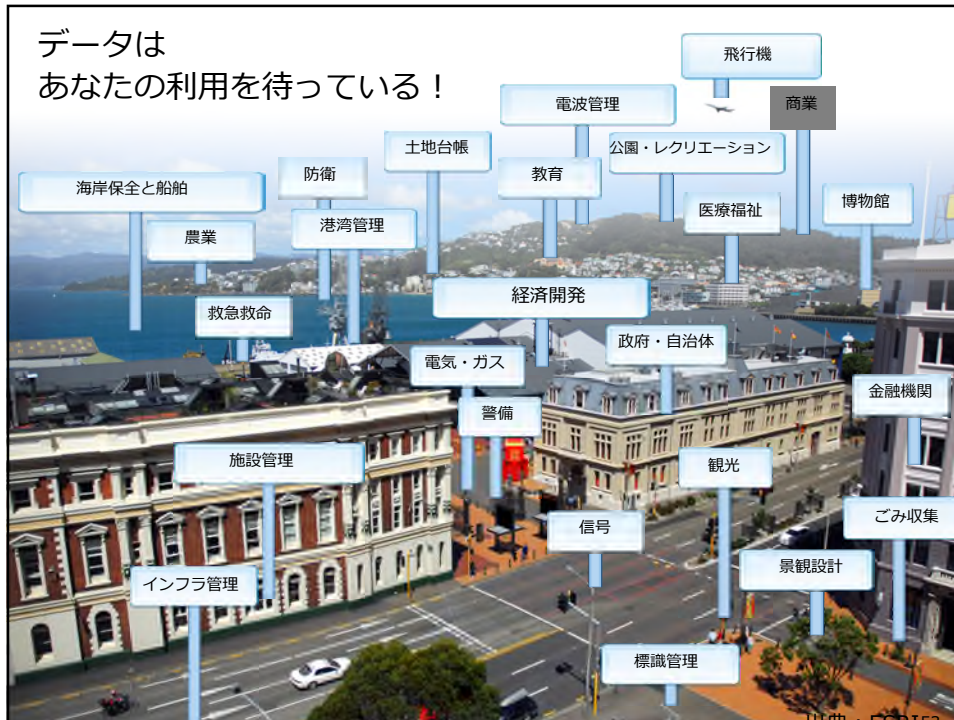 データは
あなたの利用を待っている！
飛行機
電波管理
商業
土地台帳
公園・レクリエーション
防衛
教育
海岸保全と船舶
医療福祉
博物館
港湾管理
農業
経済開発
救急救命
政府・自治体
電気・ガス
金融機関
警備
施設管理
観光
ごみ収集
信号
景観設計
インフラ管理
標識管理